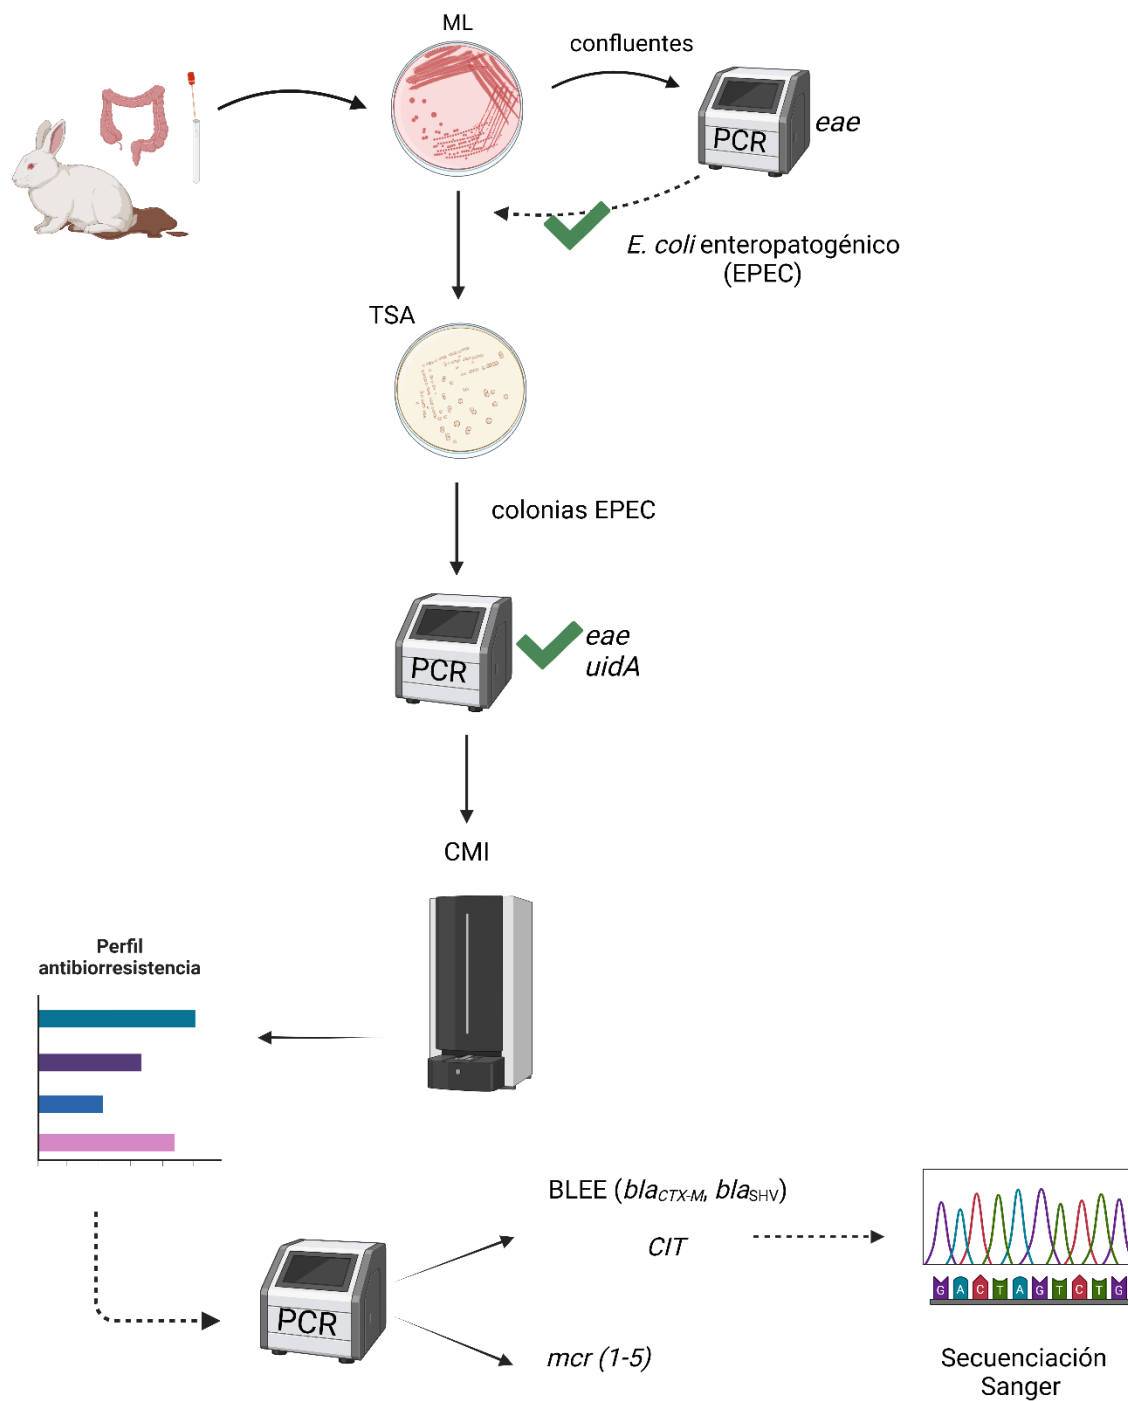 ML
confluentes
PCR
eae
E. coli enteropatogénico
(EPEC)
TSA
colonias EPEC
PCR
eae
uidA
CMI
Perfil
antibiorresistencia
BLEE (blaCTX-M, blaSHV)
CIT
PCR
mcr (1-5)
G A C T A G T C T G
Secuenciación
Sanger